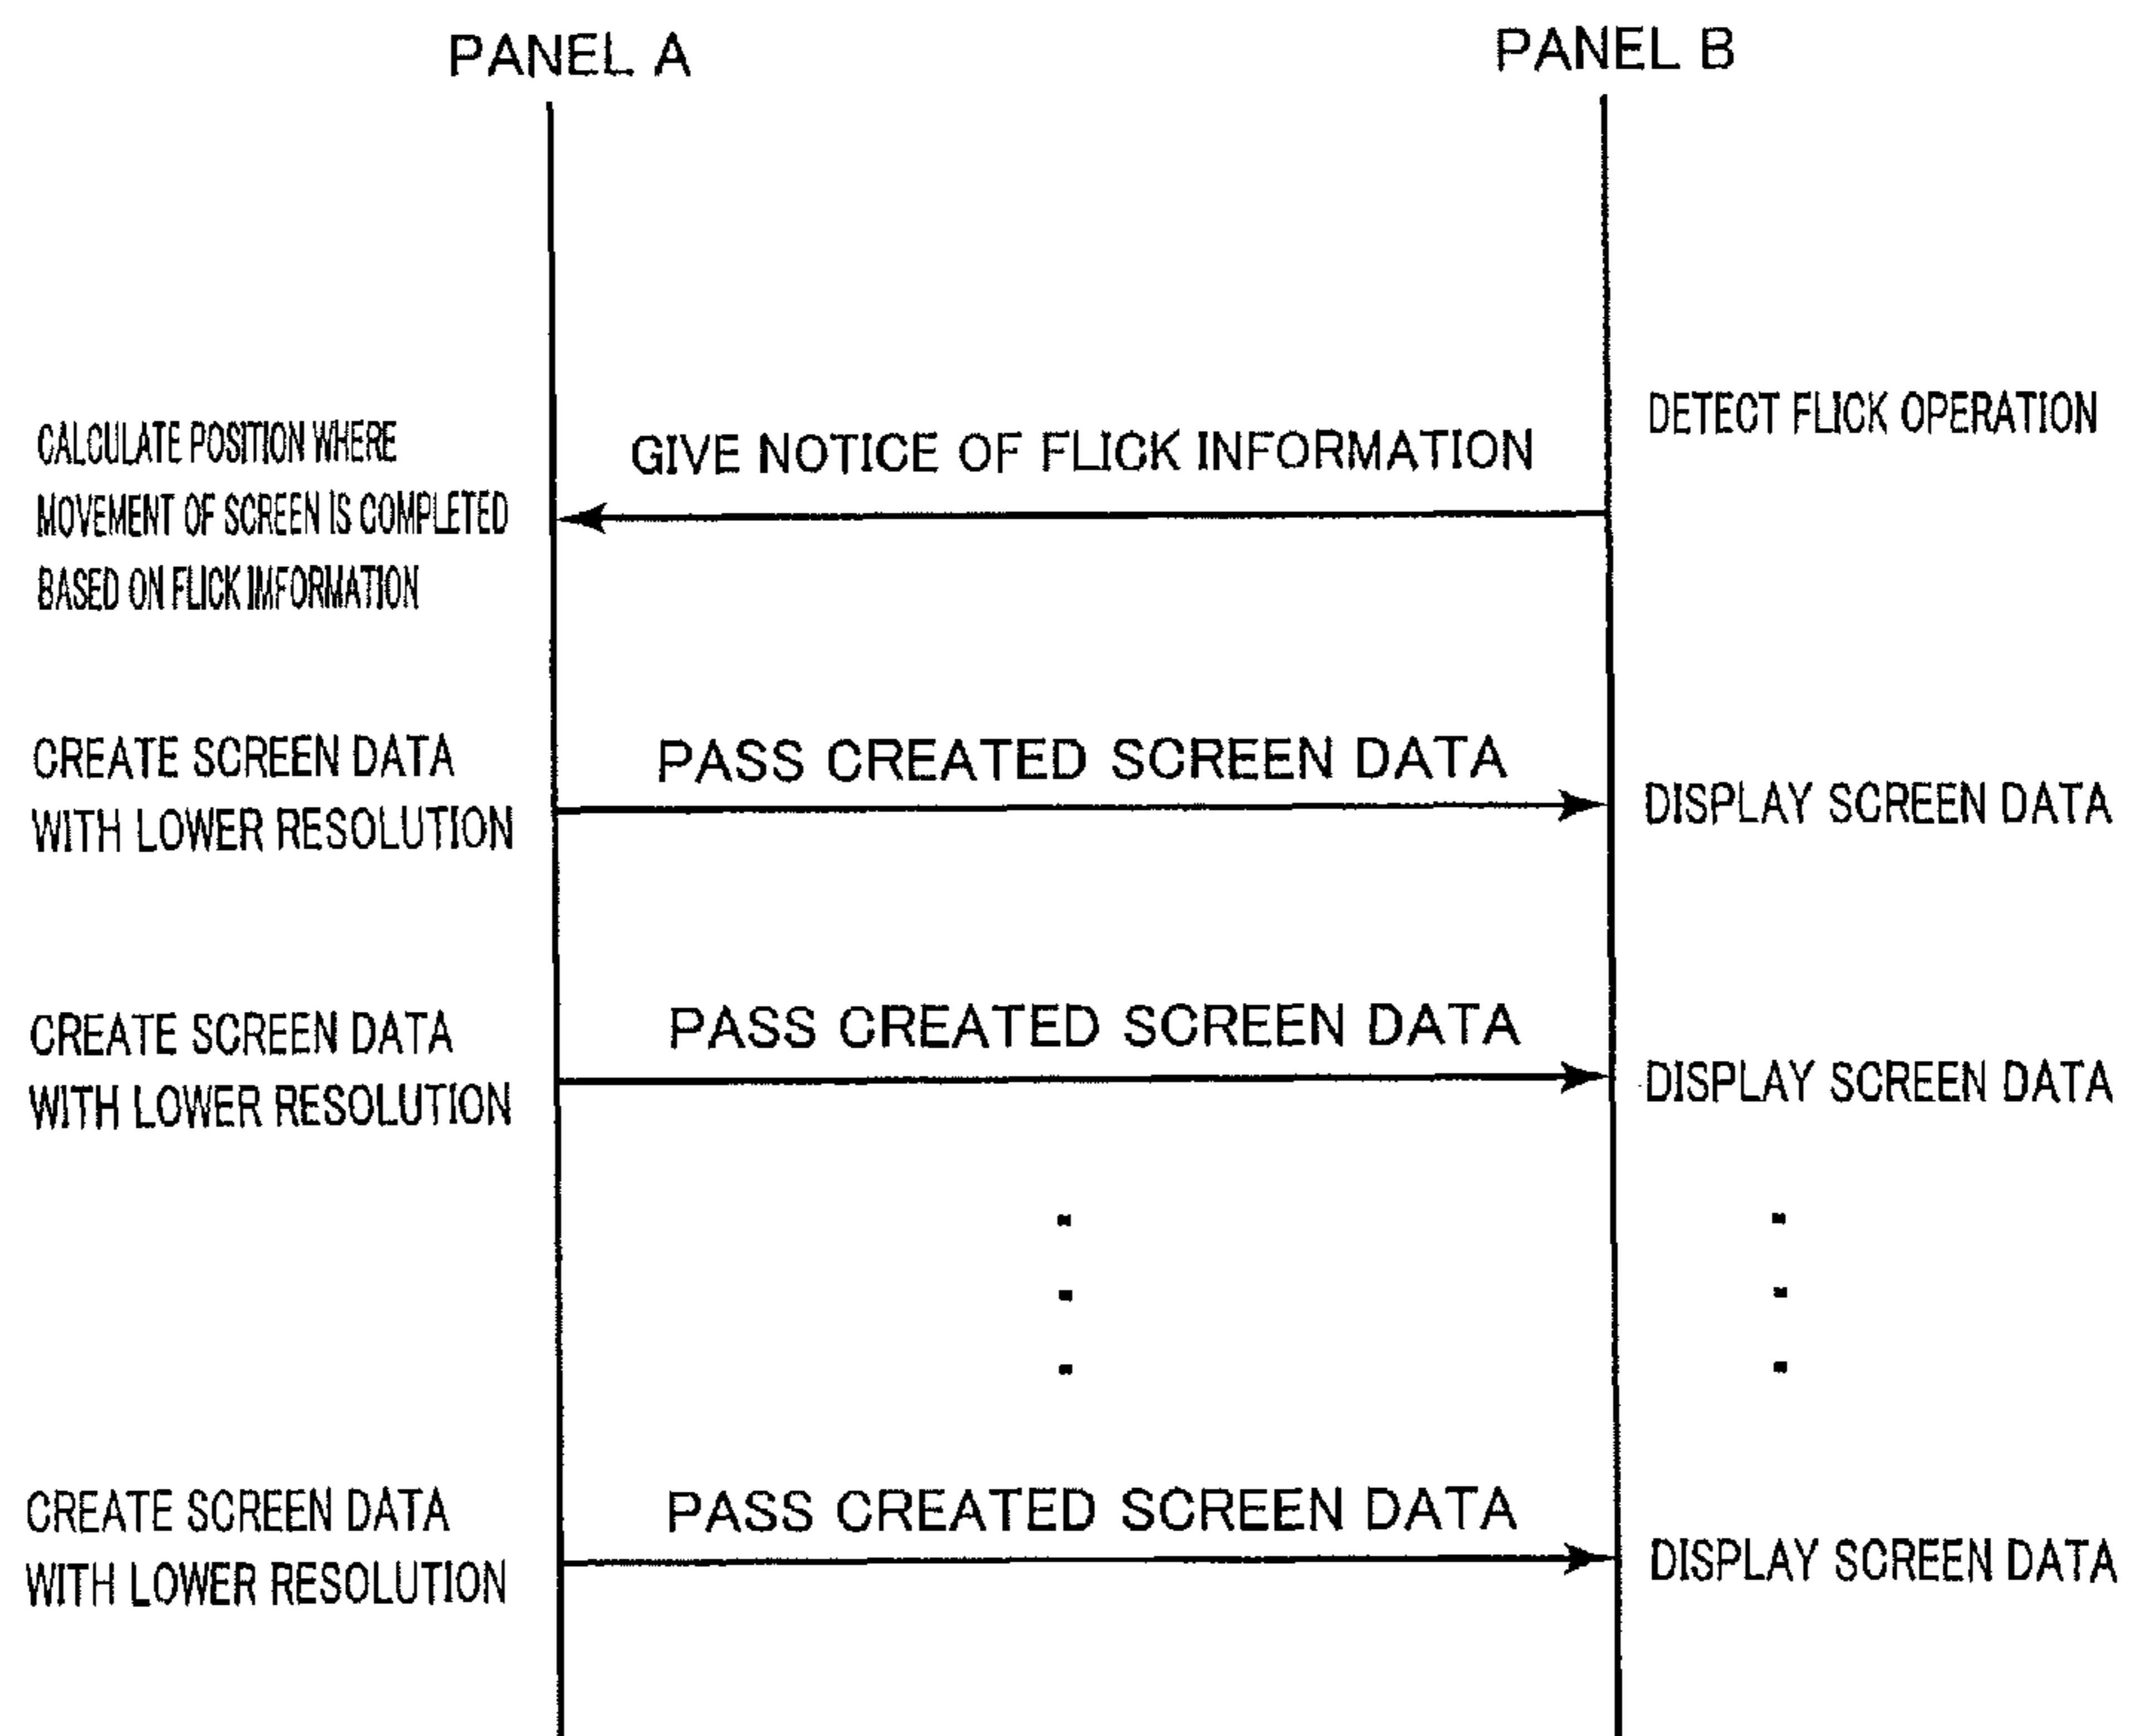 PANEL A
PANEL B
DETECT FLICK OPERATION
GIVE NOTICE OF FLICK INFORMATION
CALCULATE POSITION WHERE
MOVEMENT OF SCREEN IS COMPLETED
BASED ON FLICK IMFORMATION
CREATE SCREEN DATA
WITH LOWER RESOLUTION
PASS CREATED SCREEN DATA
DISPLAY SCREEN DATA
CREATE SCREEN DATA
WITH LOWER RESOLUTION
PASS CREATED SCREEN DATA
DISPLAY SCREEN DATA
CREATE SCREEN DATA
WITH LOWER RESOLUTION
PASS CREATED SCREEN DATA
DISPLAY SCREEN DATA